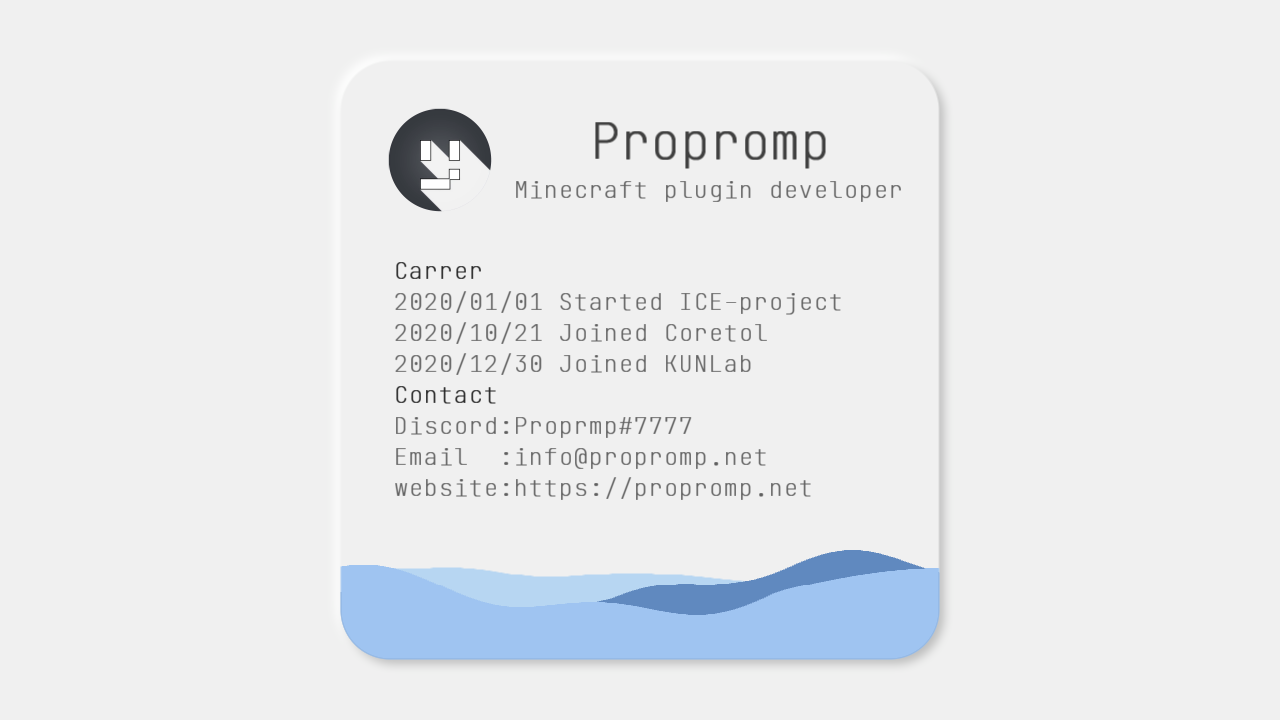 Propromp
Minecraft plugin developer
Carrer
2020/01/01 Started ICE-project
2020/10/21 Joined Coretol
2020/12/30 Joined KUNLab
Contact
Discord:Proprmp#7777
Email  :info@propromp.net
website:https://propromp.net